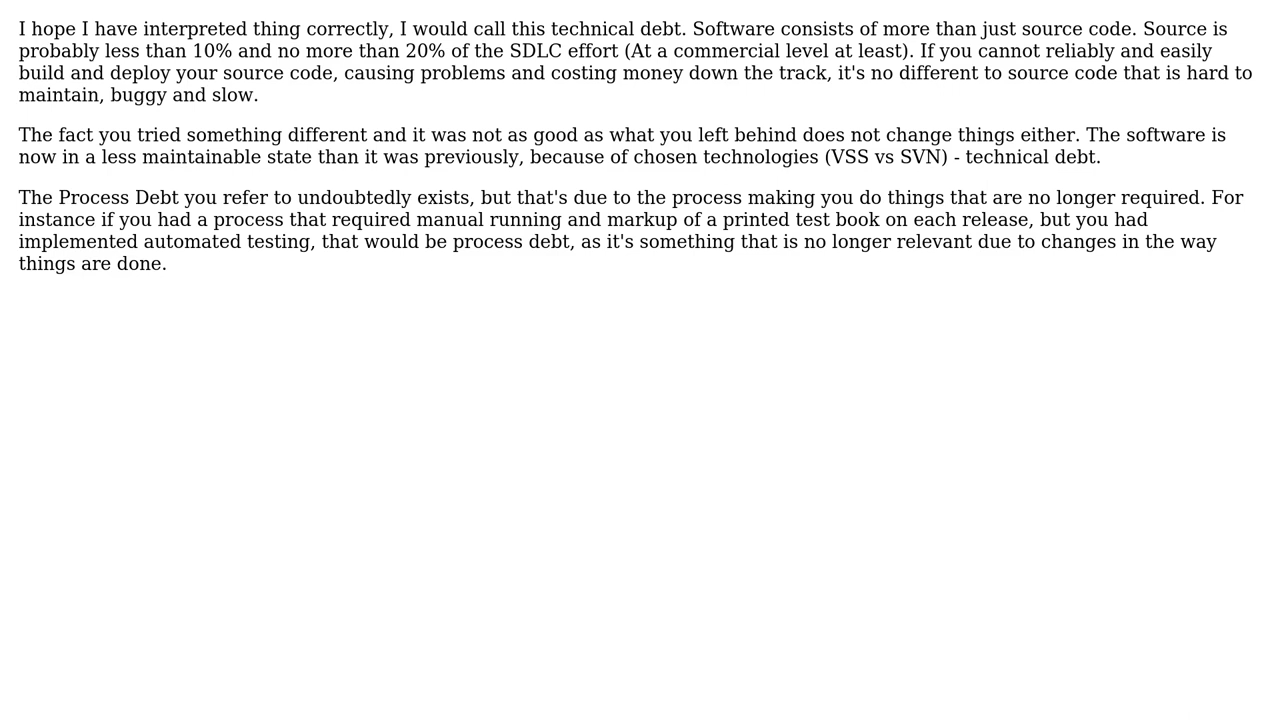 I hope I have interpreted thing correctly, I would call this technical debt. Software consists of more than just source code. Source is
probably less than 10% and no more than 20% of the SDLC effort (At a commercial level at least). If you cannot reliably and easily
build and deploy your source code, causing problems and costing money down the track, it's no different to source code that is hard to
maintain, buggy and slow.
The fact you tried something different and it was not as good as what you left behind does not change things either. The software is
now in a less maintainable state than it was previously, because of chosen technologies (VSS vs SVN) - technical debt.
The Process Debt you refer to undoubtedly exists, but that's due to the process making you do things that are no longer required. For
instance if you had a process that required manual running and markup of a printed test book on each release, but you had
implemented automated testing, that would be process debt, as it's something that is no longer relevant due to changes in the way
things are done.